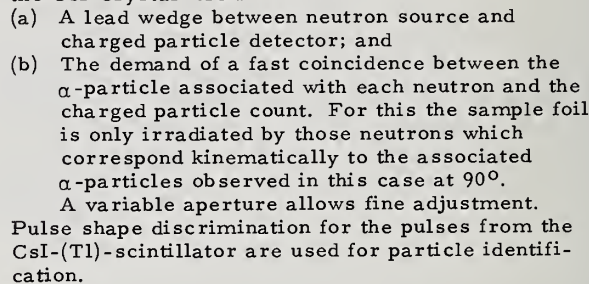 (a) A lead wedge between neutron source and
charged particle detector; and
(b) The demand of a fast coincidence between the
α-particle associated with each neutron and the
charged particle count. For this the sample foil
is only irradiated by those neutrons which
correspond kinematically to the associated
α-particles observed in this case at 90°.
A variable aperture allows fine adjustment.
Pulse shape discrimination for the pulses from the
CsI-(Tl)-scintillator are used for particle identifi-
cation.